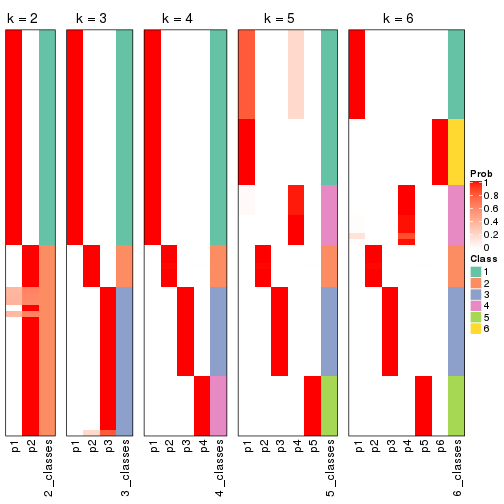 k = 2
k = 3
k = 4
k = 5
k = 6
Prob
1
0.8
0.6
0.4
0.2
0
Class
1
2
3
4
5
6
p1
p2
2_classes
p1
p2
p3
3_classes
p1
p2
p3
p4
4_classes
p1
p2
p3
p4
p5
5_classes
p1
p2
p3
p4
p5
p6
6_classes